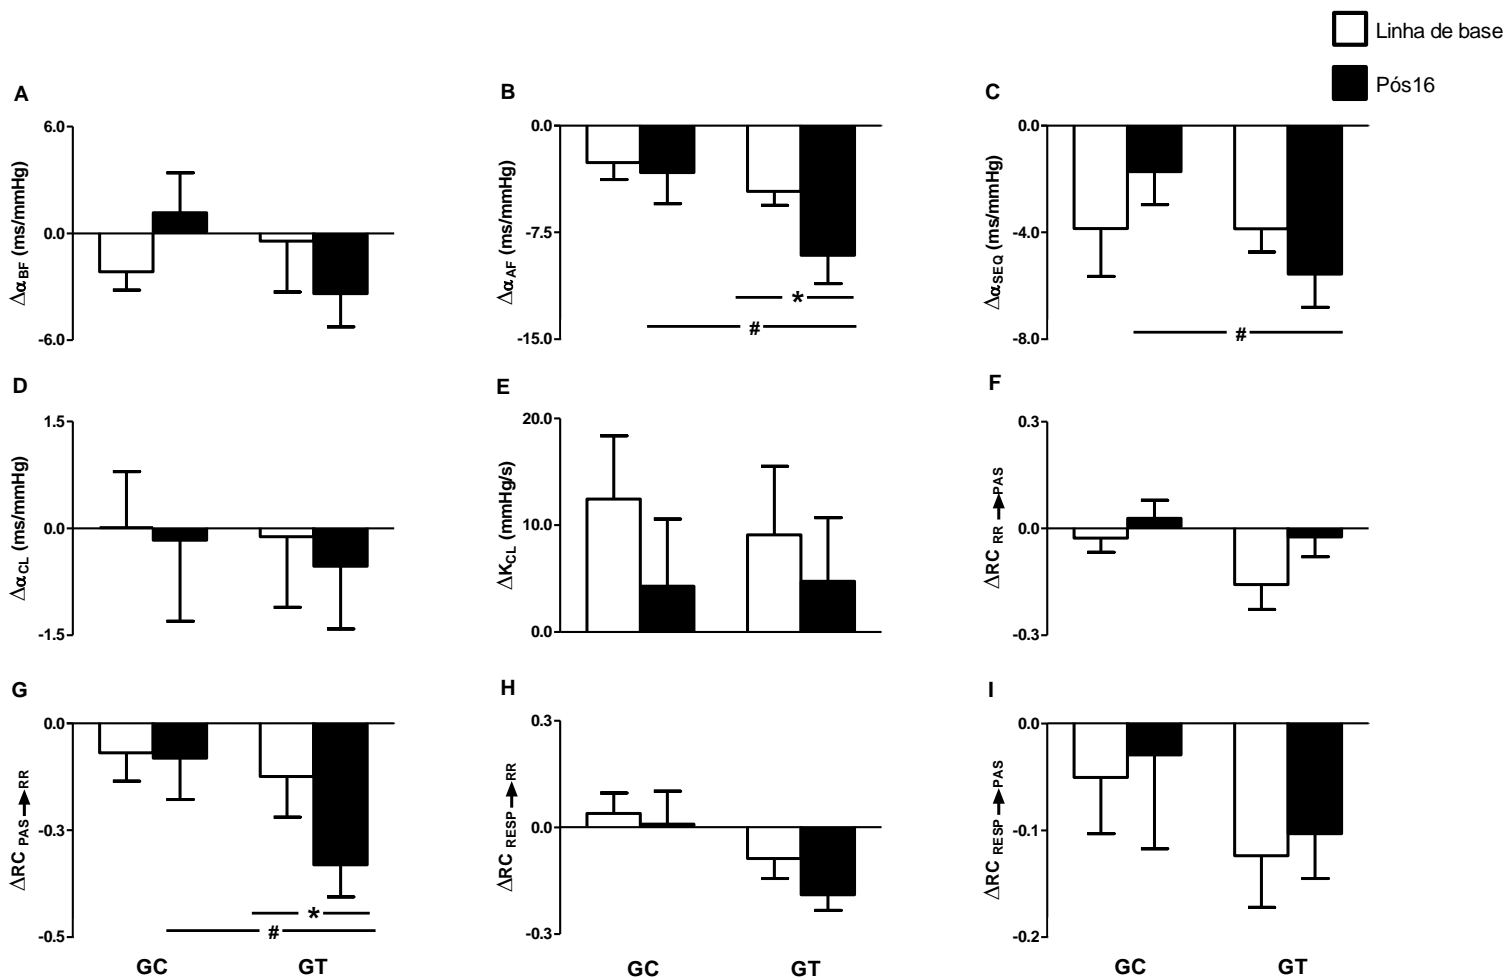 Linha de base
Pós16
A
6.0
0.0
-6.0
ΔαBF (ms/mmHg)
B
0.0
-7.5
-15.0
ΔαAF (ms/mmHg)
*
#
C
0.0
-4.0
-8.0
ΔαSEQ (ms/mmHg)
#
D
1.5
0.0
-1.5
ΔαCL (ms/mmHg)
E
20.0
10.0
0.0
ΔKCL (mmHg/s)
F
0.3
0.0
-0.3
ΔRC RR→PAS
G
0.0
-0.3
-0.5
ΔRC PAS→RR
*
#
GC GT
H
0.3
0.0
-0.3
ΔRC RESP→RR
GC GT
I
0.0
-0.1
-0.2
ΔRC RESP→PAS
GC GT